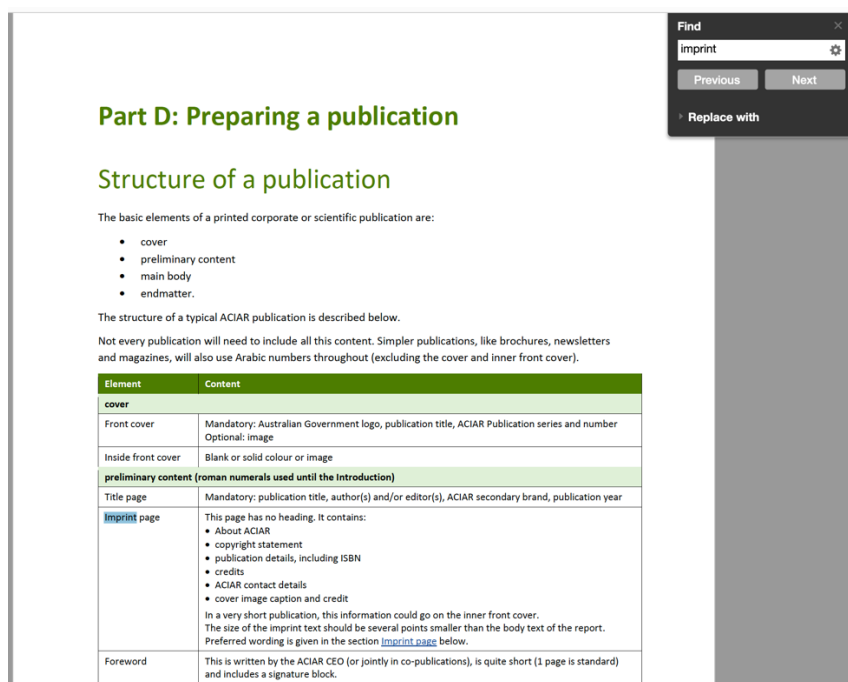 Find
imprint
Previous
Next
Replace with
Part D: Preparing a publication
Structure of a publication
The basic elements of a printed corporate or scientific publication are:
• cover
• preliminary content
• main body
• endmatter.
The structure of a typical ACIAR publication is described below.
Not every publication will need to include all this content. Simpler publications, like brochures, newsletters
and magazines, will also use Arabic numbers throughout (excluding the cover and inner front cover).
Element Content
cover
Front cover Mandatory: Australian Government logo, publication title, ACIAR Publication series and number
Optional: image
Inside front cover Blank or solid colour or image
preliminary content (roman numerals used until the Introduction)
Title page Mandatory: publication title, author(s) and/or editor(s), ACIAR secondary brand, publication year
Imprint page This page has no heading. It contains:
• About ACIAR
• copyright statement
• publication details, including ISBN
• credits
• ACIAR contact details
• cover image caption and credit
In a very short publication, this information could go on the inner front cover.
The size of the imprint text should be several points smaller than the body text of the report.
Preferred wording is given in the section Imprint page below.
Foreword This is written by the ACIAR CEO (or jointly in co-publications), is quite short (1 page is standard)
and includes a signature block.